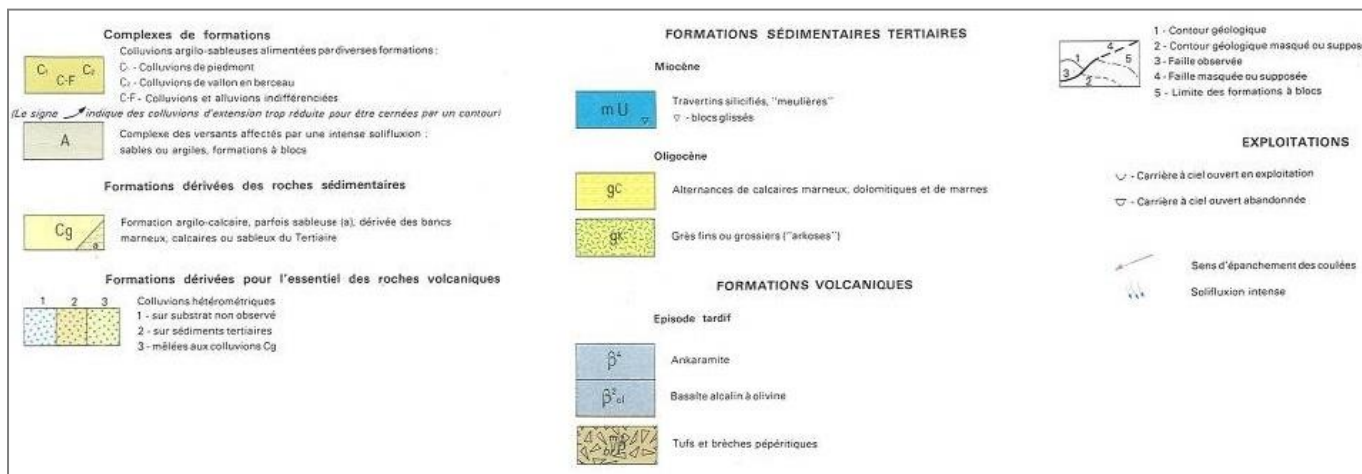 Complexes de formations
Colluvions argilo-sableuses alimentées par diverses formations :
C₁ C-F C₂
C₁ - Colluvions de piedmont
C₂ - Colluvions de vallon en berceau
C-F - Colluvions et alluvions indifférenciées
(Le signe indique des colluvions d'extension trop réduite pour être cernées par un contour)
A
Complexe des versants affectés par une intense solifluxion :
sables ou argiles, formations à blocs
Formations dérivées des roches sédimentaires
Cg
a
Formation argilo-calcaire, parfois sableuse (a), dérivée des bancs
marneux, calcaires ou sableux du Tertiaire
Formations dérivées pour l'essentiel des roches volcaniques
1 2 3
Colluvions hétérométriques
1 - sur substrat non observé
2 - sur sédiments tertiaires
3 - mêlées aux colluvions Cg
FORMATIONS SÉDIMENTAIRES TERTIAIRES
Miocène
m U
Travertins silicifiés, "meulières"
▽ - blocs glissés
Oligocène
gC
Alternances de calcaires marneux, dolomitiques et de marnes
gK
Grès fins ou grossiers ("arkoses")
FORMATIONS VOLCANIQUES
Episode tardif
β̂⁴
Ankaramite
β̂² ol
Basalte alcalin à olivine
Tufs et brèches pépéritiques
1 2 3 4 5
1 - Contour géologique
2 - Contour géologique masqué ou suppos
3 - Faille observée
4 - Faille masquée ou supposée
5 - Limite des formations à blocs
EXPLOITATIONS
- Carrière à ciel ouvert en exploitation
- Carrière à ciel ouvert abandonnée
Sens d'épanchement des coulées
Solifluxion intense